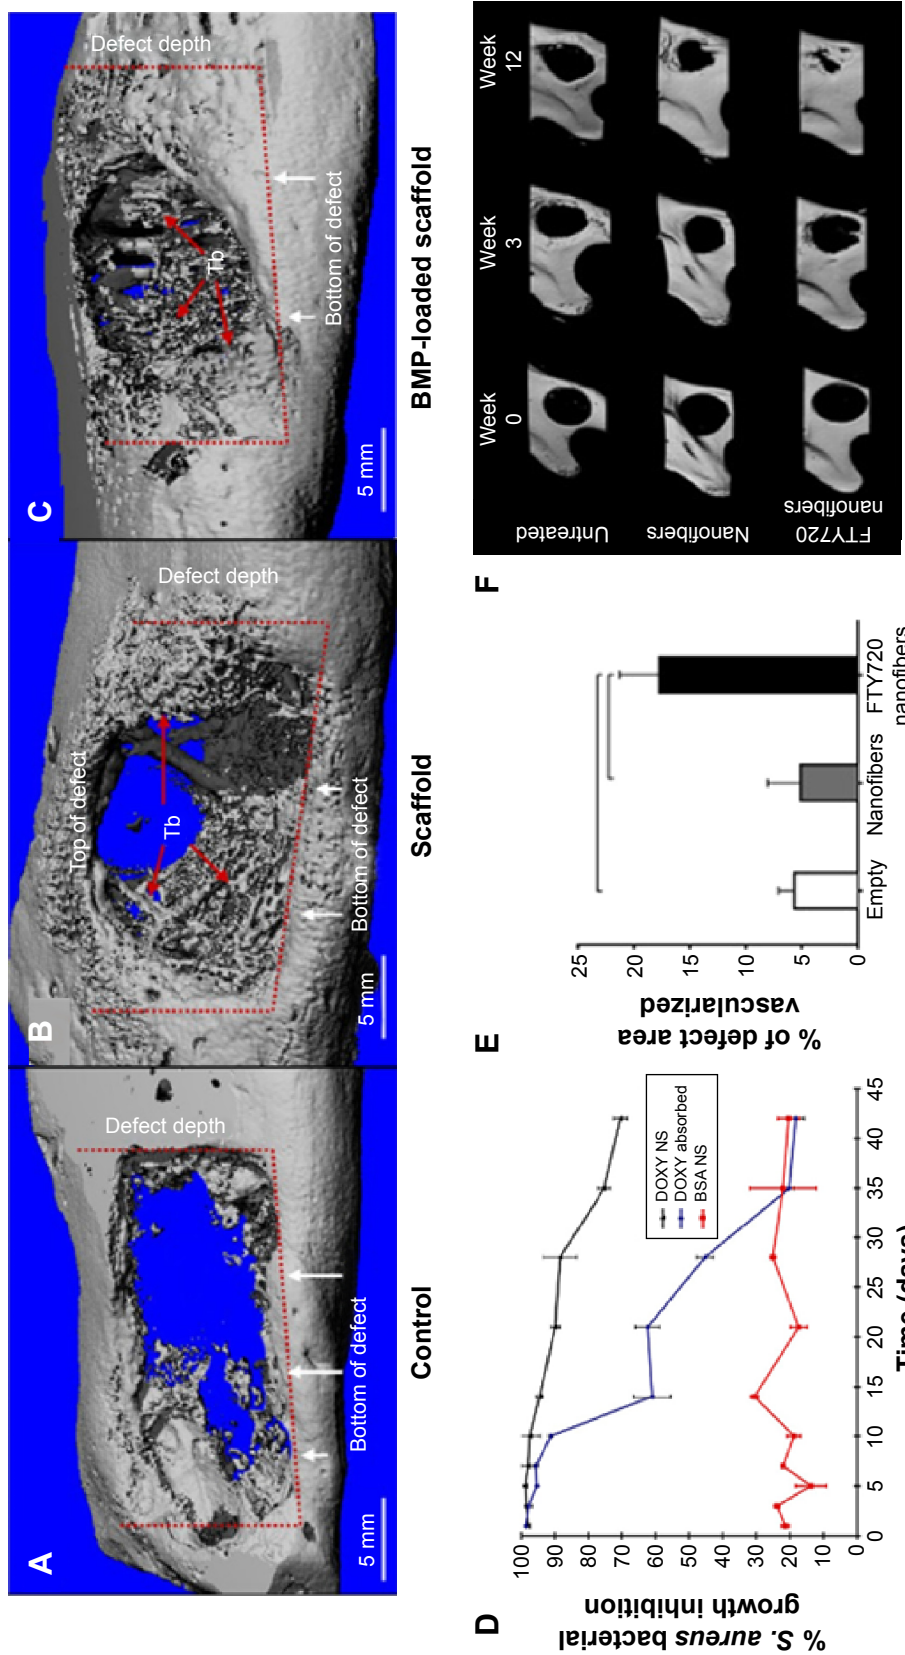 A
Defect depth
Bottom of defect
5 mm
Control
B
Top of defect
Defect depth
Tb
Bottom of defect
5 mm
Scaffold
C
Defect depth
Tb
Bottom of defect
5 mm
BMP-loaded scaffold
D
% S. aureus bacterial
growth inhibition
100
90
80
70
60
50
40
30
20
10
0
DOXY NS
DOXY absorbed
BSA NS
0
5
10
15
20
25
30
35
40
45
Time (days)
E
% of defect area
vascularized
25
20
15
10
5
0
Empty
Nanofibers
FTY720
nanofibers
F
Week
0
Week
3
Week
12
Untreated
Nanofibers
FTY720
nanofibers